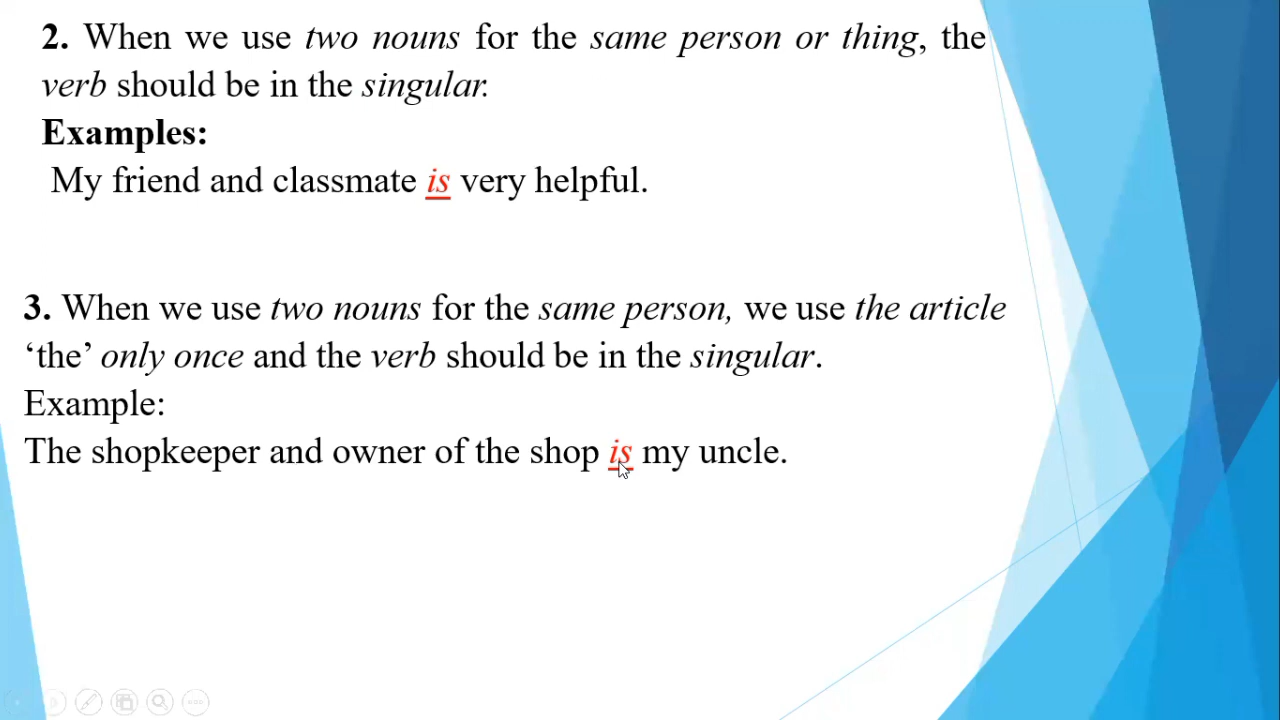 2. When we use two nouns for the same person or thing, the
verb should be in the singular.
Examples:
My friend and classmate is very helpful.
3. When we use two nouns for the same person, we use the article
‘the’ only once and the verb should be in the singular.
Example:
The shopkeeper and owner of the shop is my uncle.